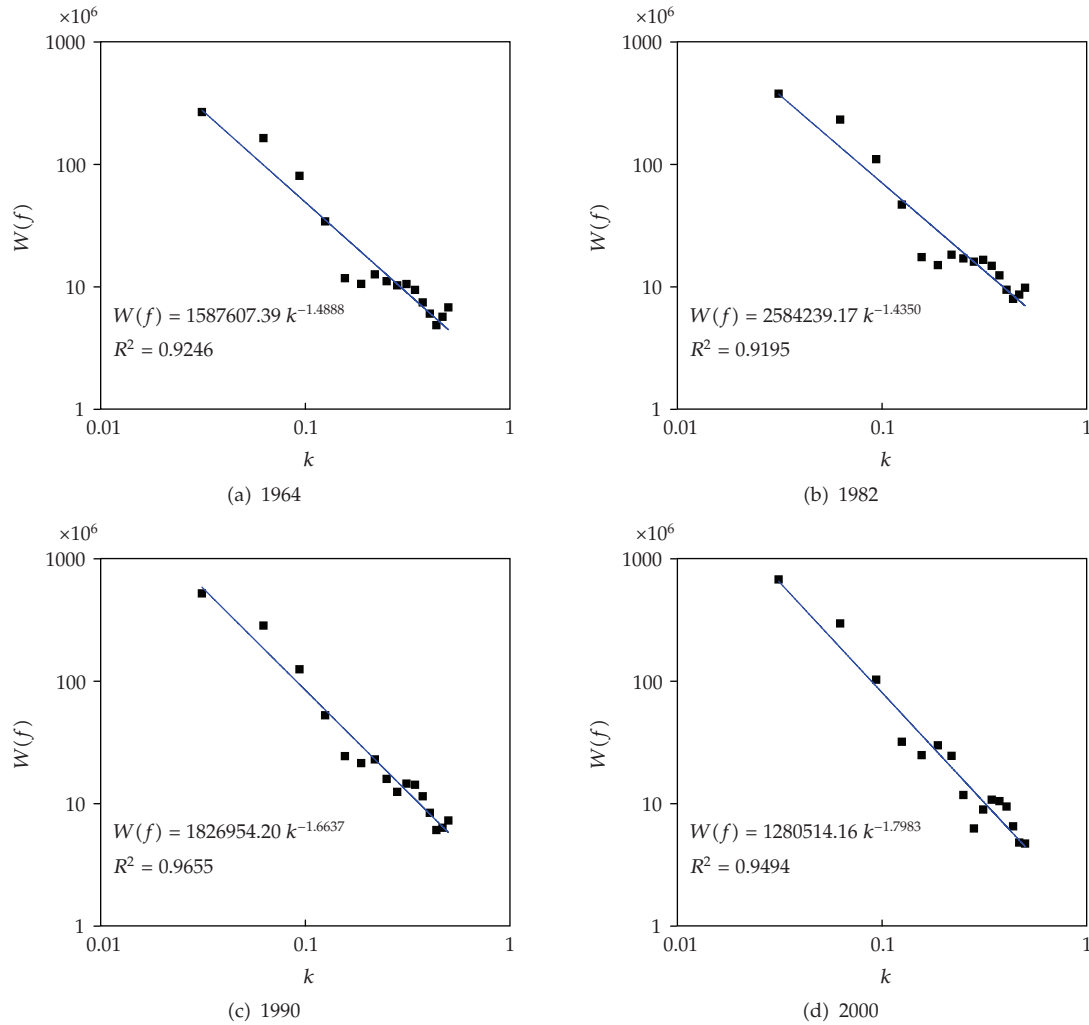 ×10⁶
1000
100
10
1
W(f)
W(f) = 1587607.39 k⁻¹·⁴⁸⁸⁸
R² = 0.9246
0.01
0.1
1
k
(a) 1964
×10⁶
1000
100
10
1
W(f)
W(f) = 2584239.17 k⁻¹·⁴³⁵⁰
R² = 0.9195
0.01
0.1
1
k
(b) 1982
×10⁶
1000
100
10
1
W(f)
W(f) = 1826954.20 k⁻¹·⁶⁶³⁷
R² = 0.9655
0.01
0.1
1
k
(c) 1990
×10⁶
1000
100
10
1
W(f)
W(f) = 1280514.16 k⁻¹·⁷⁹⁸³
R² = 0.9494
0.01
0.1
1
k
(d) 2000